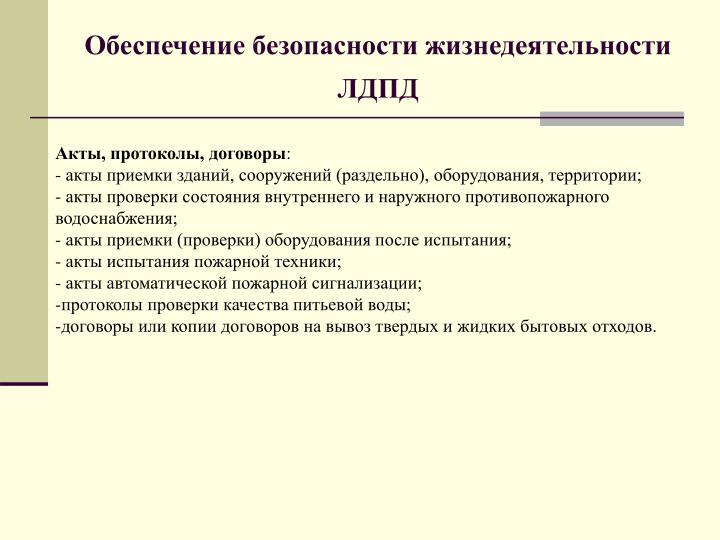 Обеспечение безопасности жизнедеятельности
ЛДПД
Акты, протоколы, договоры:
- акты приемки зданий, сооружений (раздельно), оборудования, территории;
- акты проверки состояния внутреннего и наружного противопожарного
водоснабжения;
- акты приемки (проверки) оборудования после испытания;
- акты испытания пожарной техники;
- акты автоматической пожарной сигнализации;
-протоколы проверки качества питьевой воды;
-договоры или копии договоров на вывоз твердых и жидких бытовых отходов.